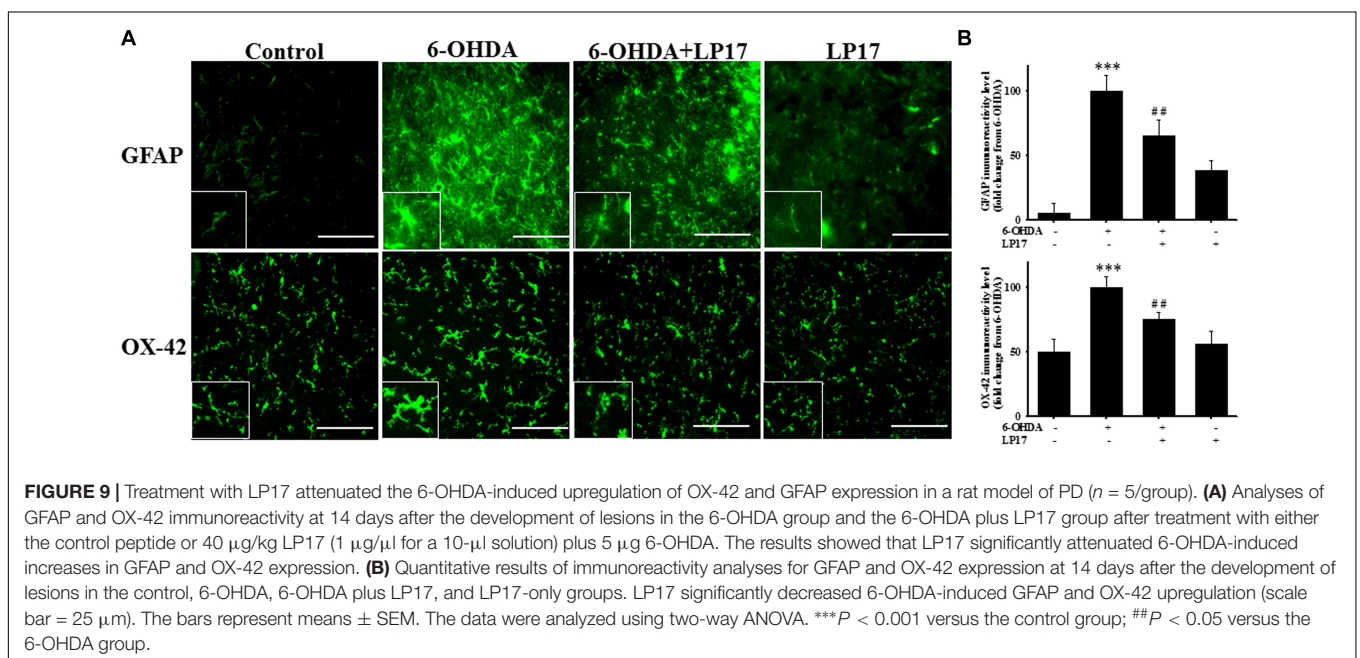 A
B
Control 6-OHDA 6-OHDA+LP17 LP17
GFAP
OX-42
GFAP immunoreactivity level
(fold change from 6-OHDA)
100
50
0
***
##
6-OHDA - + + -
LP17 - - + +
OX-42 immunoreactivity level
(fold change from 6-OHDA)
100
50
0
***
##
6-OHDA - + + -
LP17 - - + +
FIGURE 9 | Treatment with LP17 attenuated the 6-OHDA-induced upregulation of OX-42 and GFAP expression in a rat model of PD (n = 5/group). (A) Analyses of
GFAP and OX-42 immunoreactivity at 14 days after the development of lesions in the 6-OHDA group and the 6-OHDA plus LP17 group after treatment with either
the control peptide or 40 μg/kg LP17 (1 μg/μl for a 10-μl solution) plus 5 μg 6-OHDA. The results showed that LP17 significantly attenuated 6-OHDA-induced
increases in GFAP and OX-42 expression. (B) Quantitative results of immunoreactivity analyses for GFAP and OX-42 expression at 14 days after the development of
lesions in the control, 6-OHDA, 6-OHDA plus LP17, and LP17-only groups. LP17 significantly decreased 6-OHDA-induced GFAP and OX-42 upregulation (scale
bar = 25 μm). The bars represent means ± SEM. The data were analyzed using two-way ANOVA. ***P < 0.001 versus the control group; ##P < 0.05 versus the
6-OHDA group.